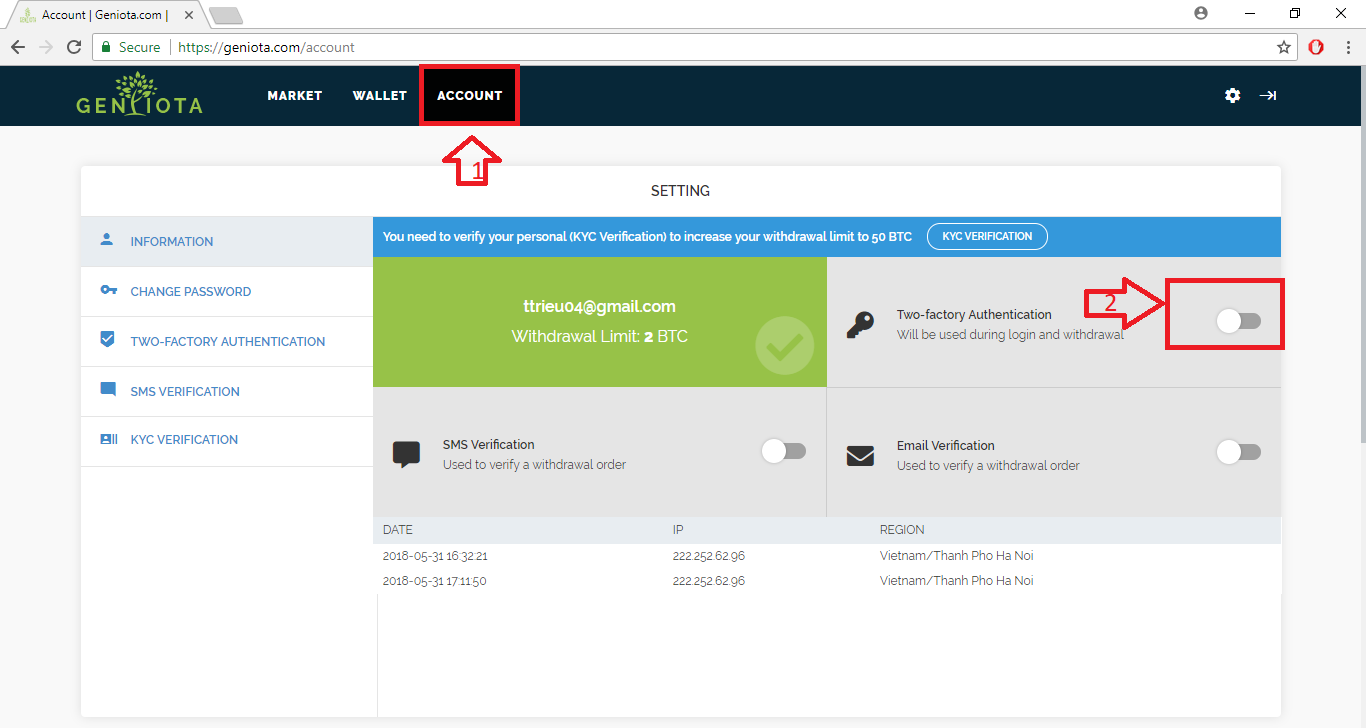 Account | Geniota.com |
Secure
https://geniota.com/account
GENIOTA
MARKET
WALLET
ACCOUNT
1
SETTING
INFORMATION
CHANGE PASSWORD
TWO-FACTORY AUTHENTICATION
SMS VERIFICATION
KYC VERIFICATION
You need to verify your personal (KYC Verification) to increase your withdrawal limit to 50 BTC
KYC VERIFICATION
ttrieu04@gmail.com
Withdrawal Limit: 2 BTC
Two-factory Authentication
Will be used during login and withdrawal
2
SMS Verification
Used to verify a withdrawal order
Email Verification
Used to verify a withdrawal order
DATE IP REGION
2018-05-31 16:32:21 222.252.62.96 Vietnam/Thanh Pho Ha Noi
2018-05-31 17:11:50 222.252.62.96 Vietnam/Thanh Pho Ha Noi